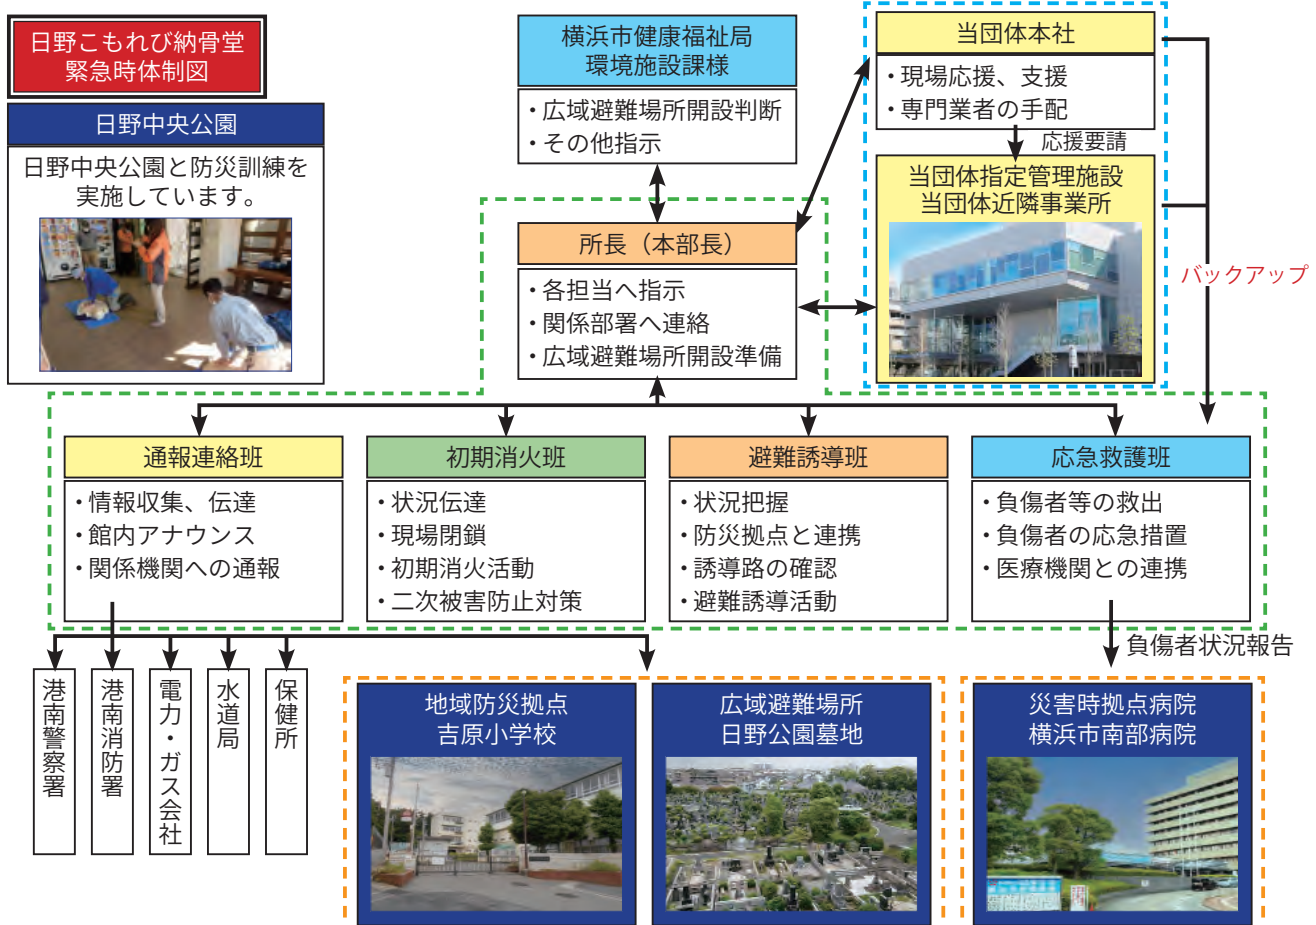 日野こもれび納骨堂
緊急時体制図
日野中央公園
日野中央公園と防災訓練を
実施しています。
横浜市健康福祉局
環境施設課様
・広域避難場所開設判断
・その他指示
当団体本社
・現場応援、支援
・専門業者の手配
応援要請
当団体指定管理施設
当団体近隣事業所
バックアップ
所長（本部長）
・各担当へ指示
・関係部署へ連絡
・広域避難場所開設準備
通報連絡班
・情報収集、伝達
・館内アナウンス
・関係機関への通報
初期消火班
・状況伝達
・現場閉鎖
・初期消火活動
・二次被害防止対策
避難誘導班
・状況把握
・防災拠点と連携
・誘導路の確認
・避難誘導活動
応急救護班
・負傷者等の救出
・負傷者の応急措置
・医療機関との連携
負傷者状況報告
港南警察署
港南消防署
電力・ガス会社
水道局
保健所
地域防災拠点
吉原小学校
広域避難場所
日野公園墓地
災害時拠点病院
横浜市南部病院